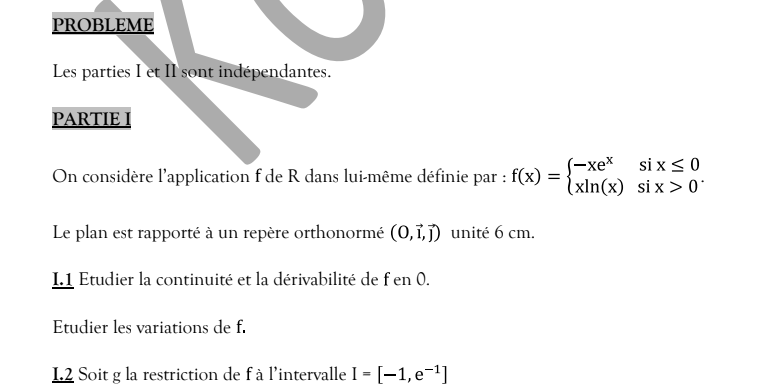 PROBLEME
Les parties I et II sont indépendantes.
PARTIE I
On considère l'application f de R dans lui-même définie par : f(x) = {−xeˣ si x ≤ 0
xln(x) si x > 0.
Le plan est rapporté à un repère orthonormé (O, i⃗, j⃗) unité 6 cm.
I.1 Etudier la continuité et la dérivabilité de f en 0.
Etudier les variations de f.
I.2 Soit g la restriction de f à l'intervalle I = [−1, e⁻¹]